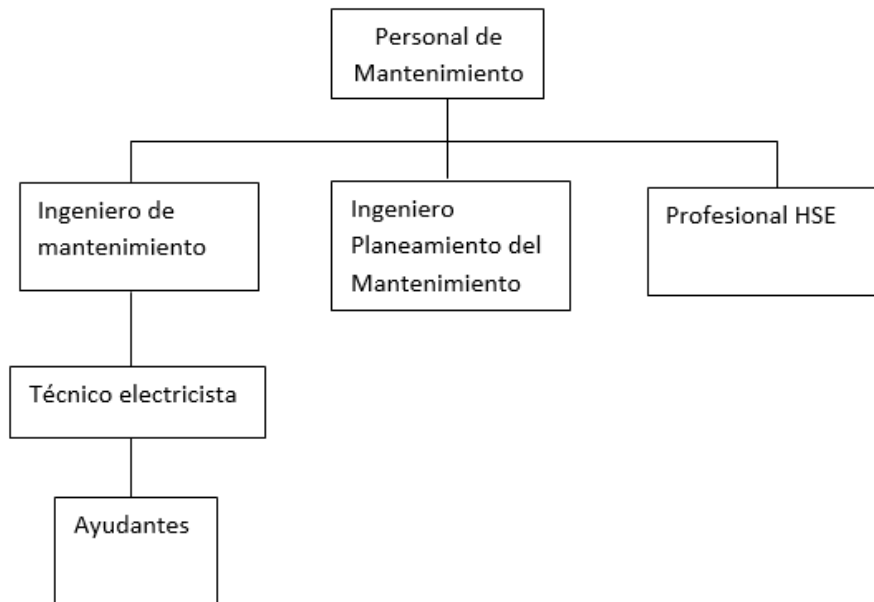 Personal de
Mantenimiento
Ingeniero de
mantenimiento
Ingeniero
Planeamiento del
Mantenimiento
Profesional HSE
Técnico electricista
Ayudantes